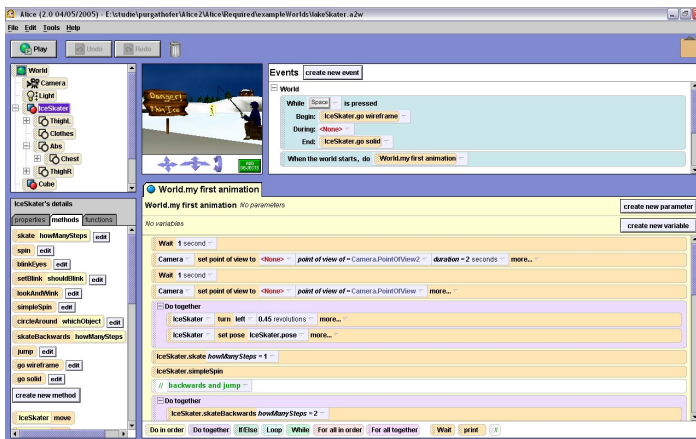 Alice (2.0 04/05/2005) - E:\studie\purgathofer\Alice2\Alice\Required\exampleWorlds\lakeSkater.a2w
File Edit Tools Help
Play Undo Redo
World
Camera
Light
IceSkater
ThighL
Clothes
Abs
Chest
ThighR
Cube
Danger!
Thin Ice
ADD OBJECTS
Events create new event
World
While Space is pressed
Begin: IceSkater.go wireframe
During: <None>
End: IceSkater.go solid
When the world starts, do World.my first animation
IceSkater's details
properties methods functions
skate howManySteps edit
spin edit
blinkEyes edit
setBlink shouldBlink edit
lookAndWink edit
simpleSpin edit
circleAround whichObject edit
skateBackwards howManySteps
jump edit
go wireframe edit
go solid edit
create new method
IceSkater move
World.my first animation
World.my first animation No parameters create new parameter
No variables create new variable
Wait 1 second
Camera set point of view to <None> point of view of = Camera.PointOfView2 duration = 2 seconds more...
Wait 1 second
Camera set point of view to <None> point of view of = Camera.PointOfView more...
Do together
IceSkater turn left 0.45 revolutions more...
IceSkater set pose IceSkater.pose more...
IceSkater.skate howManySteps = 1
IceSkater.simpleSpin
// backwards and jump
Do together
IceSkater.skateBackwards howManySteps = 2
Do in order Do together If/Else Loop While For all in order For all together Wait print //